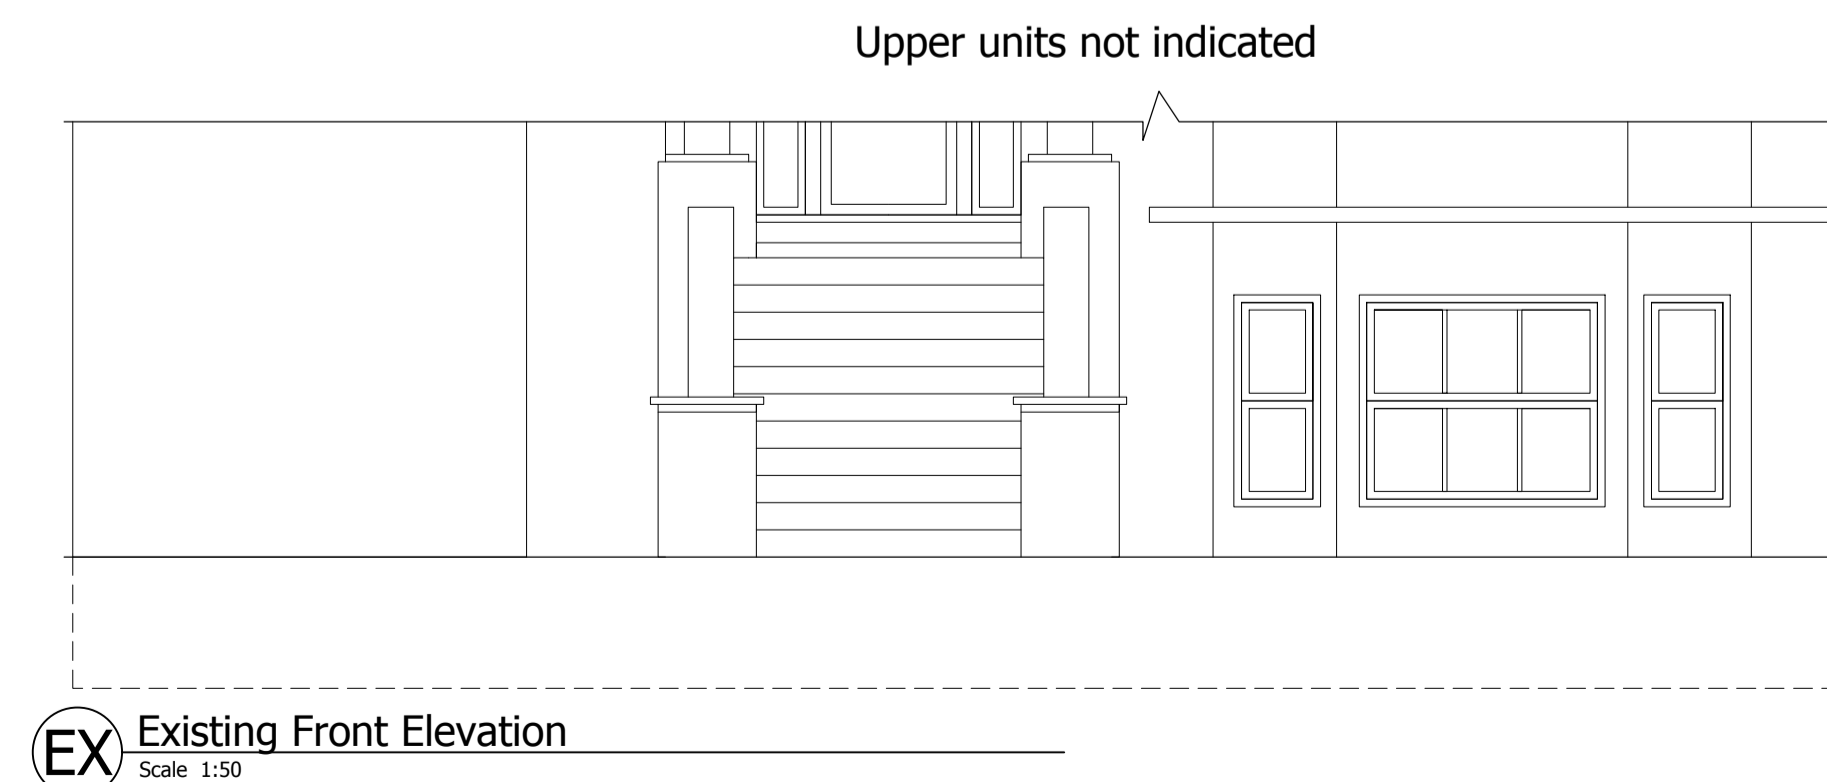 Upper units not indicated
EX
Existing Front Elevation
Scale 1:50